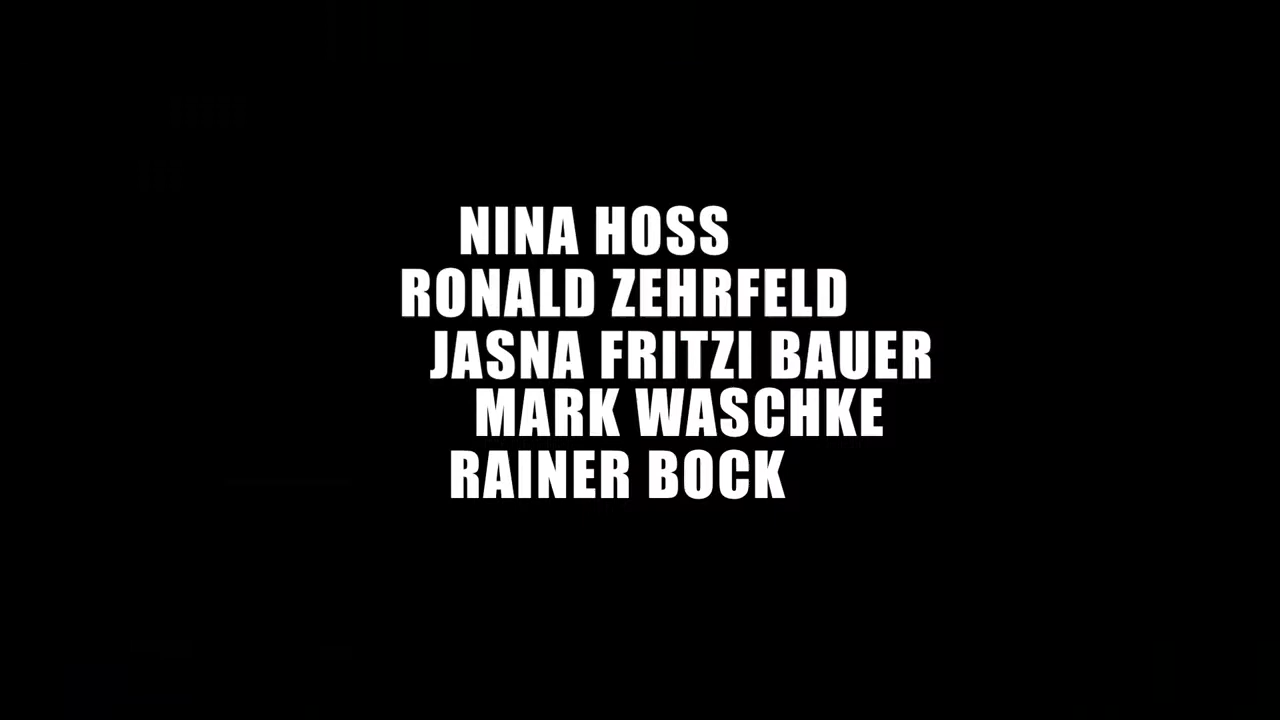 NINA HOSS
RONALD ZEHRFELD
JASNA FRITZI BAUER
MARK WASCHKE
RAINER BOCK